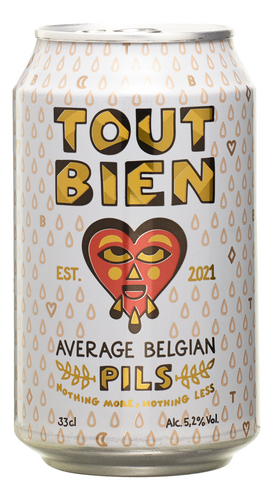 TOUT
BIEN
EST. 2021
AVERAGE BELGIAN
PILS
NOTHING MORE, NOTHING LESS
33cl Alc. 5,2% Vol.